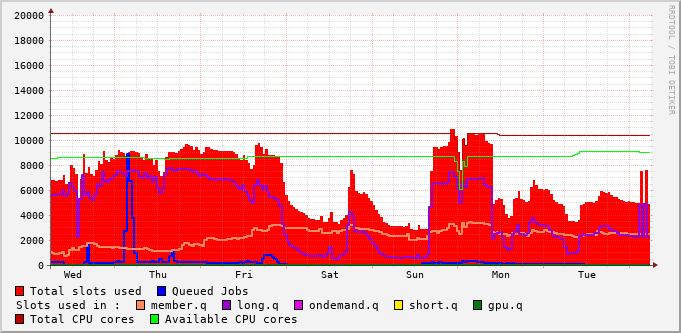 20000
18000
16000
14000
12000
10000
8000
6000
4000
2000
0
Wed Thu Fri Sat Sun Mon Tue
RRDTOOL / TOBI OETIKER
Total slots used Queued Jobs
Slots used in : member.q long.q ondemand.q short.q gpu.q
Total CPU cores Available CPU cores